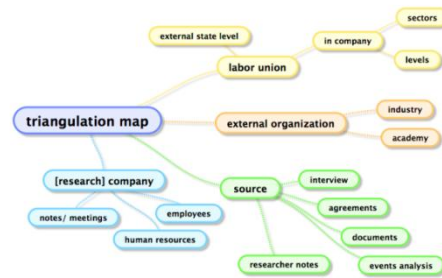 sectors
external state level
in company
labor union
levels
industry
triangulation map
external organization
academy
[research] company
interview
source
agreements
notes/ meetings
employees
documents
human resources
researcher notes
events analysis